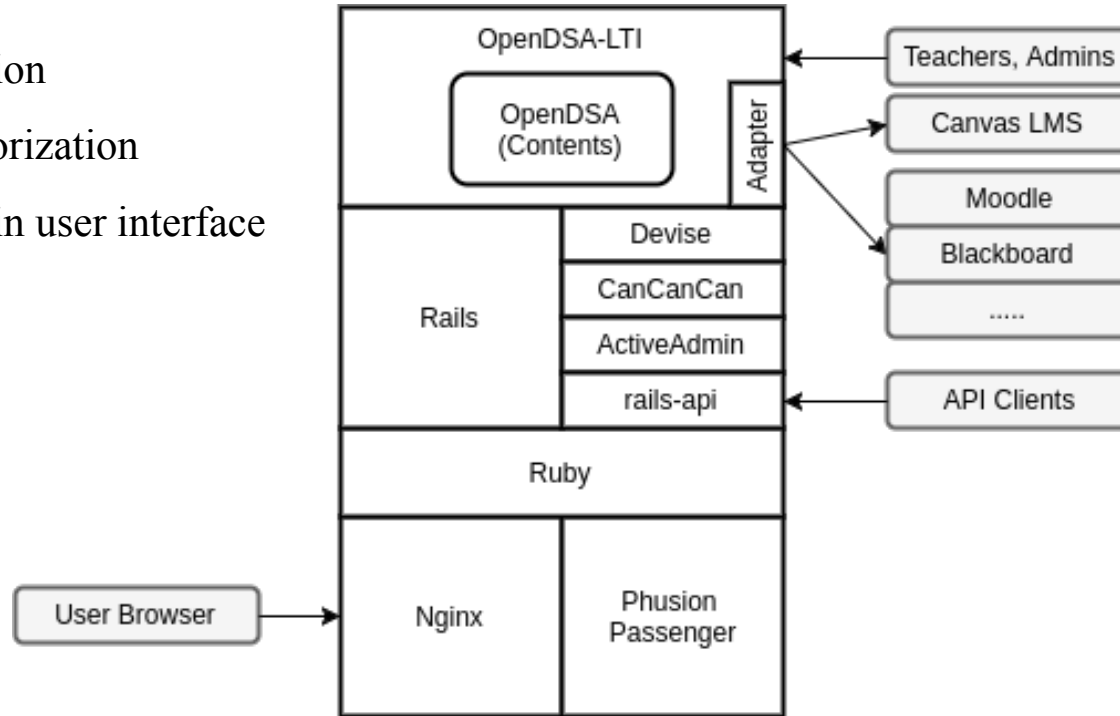 ion
orization
in user interface
OpenDSA-LTI
OpenDSA
(Contents)
Adapter
Teachers, Admins
Canvas LMS
Moodle
Blackboard
.....
Devise
CanCanCan
ActiveAdmin
rails-api
API Clients
Rails
Ruby
User Browser
Nginx
Phusion
Passenger